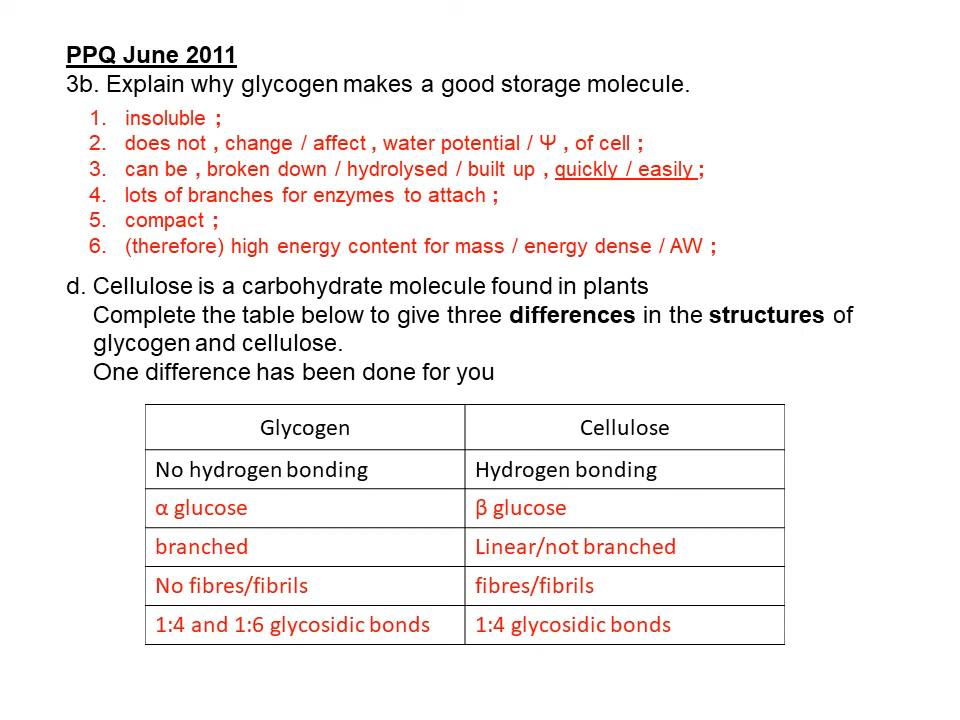 PPQ June 2011
3b. Explain why glycogen makes a good storage molecule.
1. insoluble ;
2. does not , change / affect , water potential / Ψ , of cell ;
3. can be , broken down / hydrolysed / built up , quickly / easily ;
4. lots of branches for enzymes to attach ;
5. compact ;
6. (therefore) high energy content for mass / energy dense / AW ;
d. Cellulose is a carbohydrate molecule found in plants
Complete the table below to give three differences in the structures of
glycogen and cellulose.
One difference has been done for you
Glycogen Cellulose
No hydrogen bonding Hydrogen bonding
α glucose β glucose
branched Linear/not branched
No fibres/fibrils fibres/fibrils
1:4 and 1:6 glycosidic bonds 1:4 glycosidic bonds